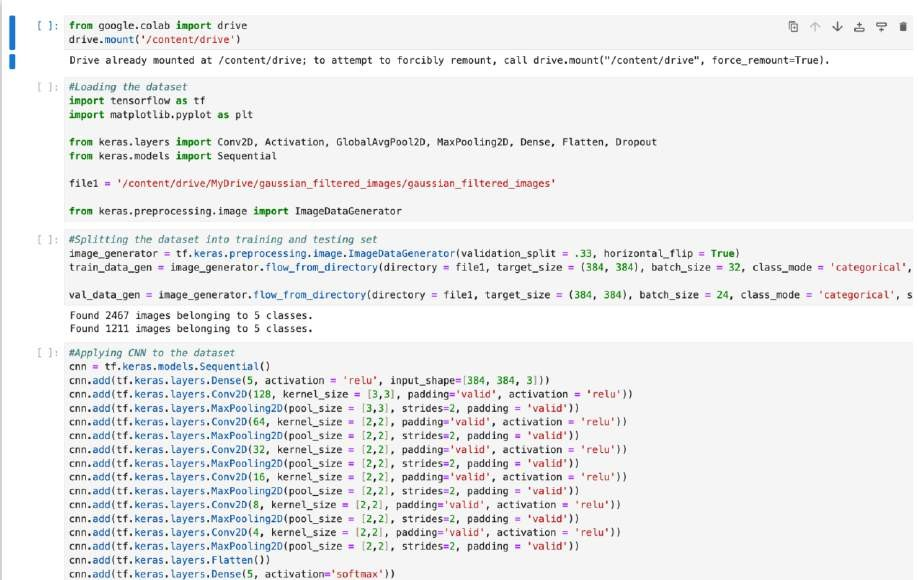 [ ]: from google.colab import drive
drive.mount('/content/drive')
Drive already mounted at /content/drive; to attempt to forcibly remount, call drive.mount("/content/drive", force_remount=True).
[ ]: #Loading the dataset
import tensorflow as tf
import matplotlib.pyplot as plt
from keras.layers import Conv2D, Activation, GlobalAvgPool2D, MaxPooling2D, Dense, Flatten, Dropout
from keras.models import Sequential
file1 = '/content/drive/MyDrive/gaussian_filtered_images/gaussian_filtered_images'
from keras.preprocessing.image import ImageDataGenerator
[ ]: #Splitting the dataset into training and testing set
image_generator = tf.keras.preprocessing.image.ImageDataGenerator(validation_split = .33, horizontal_flip = True)
train_data_gen = image_generator.flow_from_directory(directory = file1, target_size = (384, 384), batch_size = 32, class_mode = 'categorical',
val_data_gen = image_generator.flow_from_directory(directory = file1, target_size = (384, 384), batch_size = 24, class_mode = 'categorical', s
Found 2467 images belonging to 5 classes.
Found 1211 images belonging to 5 classes.
[ ]: #Applying CNN to the dataset
cnn = tf.keras.models.Sequential()
cnn.add(tf.keras.layers.Dense(5, activation = 'relu', input_shape=[384, 384, 3]))
cnn.add(tf.keras.layers.Conv2D(128, kernel_size = [3,3], padding='valid', activation = 'relu'))
cnn.add(tf.keras.layers.MaxPooling2D(pool_size = [3,3], strides=2, padding = 'valid'))
cnn.add(tf.keras.layers.Conv2D(64, kernel_size = [2,2], padding='valid', activation = 'relu'))
cnn.add(tf.keras.layers.MaxPooling2D(pool_size = [2,2], strides=2, padding = 'valid'))
cnn.add(tf.keras.layers.Conv2D(32, kernel_size = [2,2], padding='valid', activation = 'relu'))
cnn.add(tf.keras.layers.MaxPooling2D(pool_size = [2,2], strides=2, padding = 'valid'))
cnn.add(tf.keras.layers.Conv2D(16, kernel_size = [2,2], padding='valid', activation = 'relu'))
cnn.add(tf.keras.layers.MaxPooling2D(pool_size = [2,2], strides=2, padding = 'valid'))
cnn.add(tf.keras.layers.Conv2D(8, kernel_size = [2,2], padding='valid', activation = 'relu'))
cnn.add(tf.keras.layers.MaxPooling2D(pool_size = [2,2], strides=2, padding = 'valid'))
cnn.add(tf.keras.layers.Conv2D(4, kernel_size = [2,2], padding='valid', activation = 'relu'))
cnn.add(tf.keras.layers.MaxPooling2D(pool_size = [2,2], strides=2, padding = 'valid'))
cnn.add(tf.keras.layers.Flatten())
cnn.add(tf.keras.layers.Dense(5, activation='softmax'))